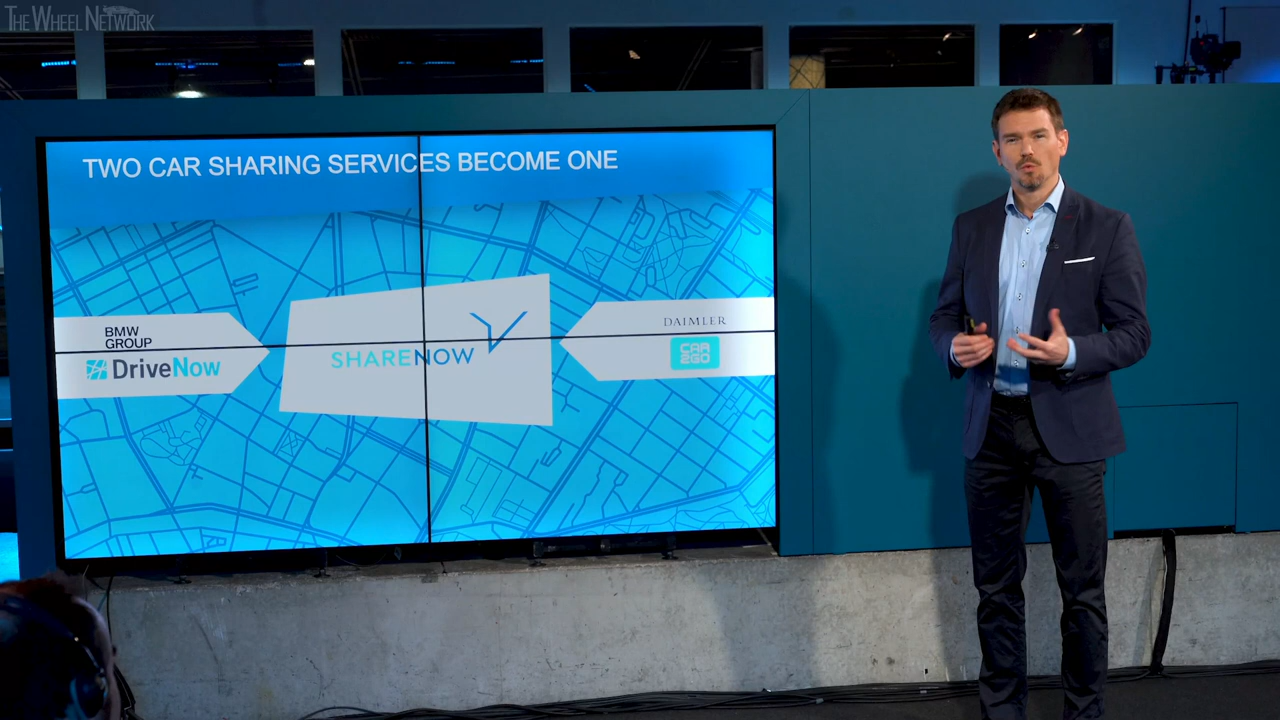 THE WHEEL NETWORK
TWO CAR SHARING SERVICES BECOME ONE
BMW
GROUP
DriveNow
SHARENOW
DAIMLER
CAR
2GO